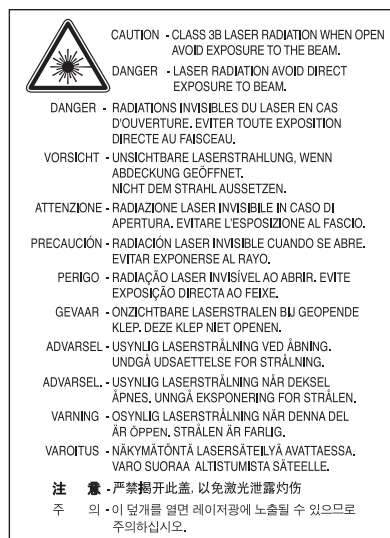 CAUTION - CLASS 3B LASER RADIATION WHEN OPEN
AVOID EXPOSURE TO THE BEAM.
DANGER - LASER RADIATION AVOID DIRECT
EXPOSURE TO BEAM.
DANGER - RADIATIONS INVISIBLES DU LASER EN CAS
D'OUVERTURE. EVITER TOUTE EXPOSITION
DIRECTE AU FAISCEAU.
VORSICHT - UNSICHTBARE LASERSTRAHLUNG, WENN
ABDECKUNG GEÖFFNET.
NICHT DEM STRAHL AUSSETZEN.
ATTENZIONE - RADIAZIONE LASER INVISIBILE IN CASO DI
APERTURA. EVITARE L'ESPOSIZIONE AL FASCIO.
PRECAUCIÓN - RADIACIÓN LASER INVISIBLE CUANDO SE ABRE.
EVITAR EXPONERSE AL RAYO.
PERIGO - RADIAÇÃO LASER INVISÍVEL AO ABRIR. EVITE
EXPOSIÇÃO DIRECTA AO FEIXE.
GEVAAR - ONZICHTBARE LASERSTRALEN BIJ GEOPENDE
KLEP. DEZE KLEP NIET OPENEN.
ADVARSEL - USYNLIG LASERSTRÅLNING VED ÅBNING.
UNDGÅ UDSAETTELSE FOR STRÅLNING.
ADVARSEL. - USYNLIG LASERSTRÅLNING NÅR DEKSEL
ÅPNES. UNNGÅ EKSPONERING FOR STRÅLEN.
VARNING - OSYNLIG LASERSTRÅLNING NÄR DENNA DEL
ÄR ÖPPEN. STRÅLEN ÄR FARLIG.
VAROITUS - NÄKYMÄTÖNTÄ LASERSÄTEILYÄ AVATTAESSA.
VARO SUORAA ALTISTUMISTA SÄTEELLE.
注 意 - 严禁揭开此盖, 以免激光泄露灼伤
주 의 - 이 덮개를 열면 레이저광에 노출될 수 있으므로
주의하십시오.